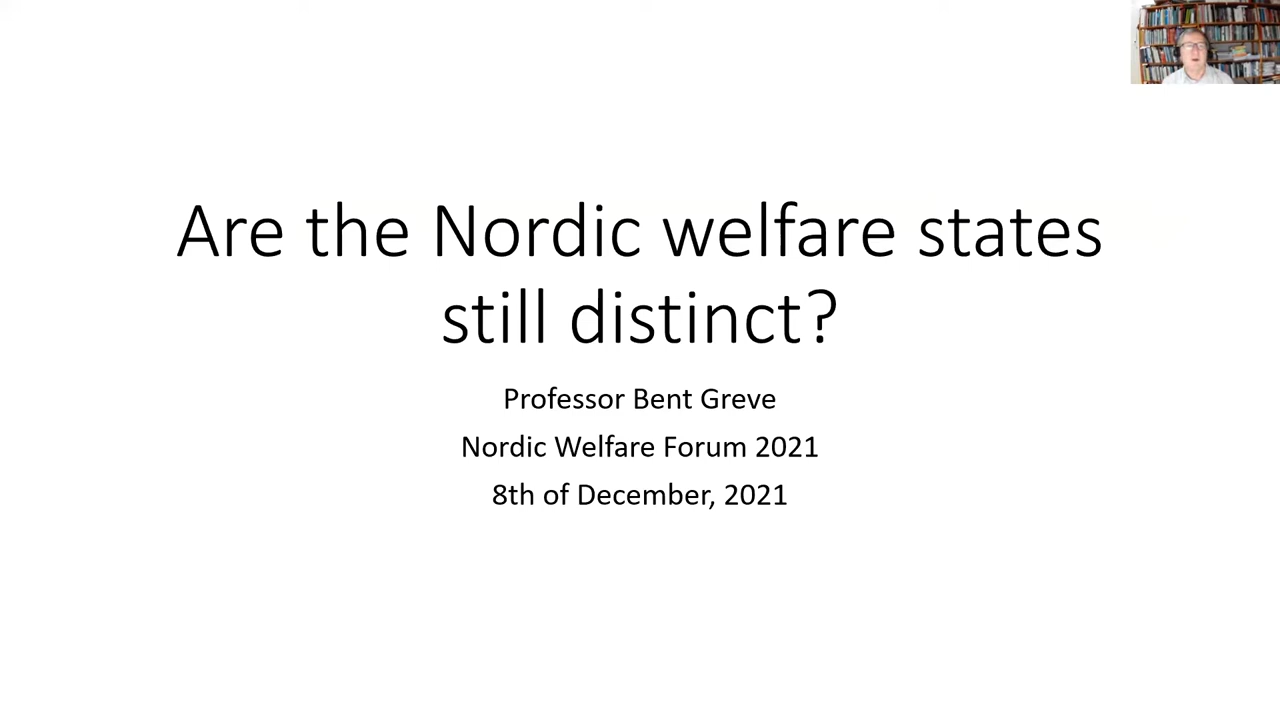 Are the Nordic welfare states
still distinct?
Professor Bent Greve
Nordic Welfare Forum 2021
8th of December, 2021